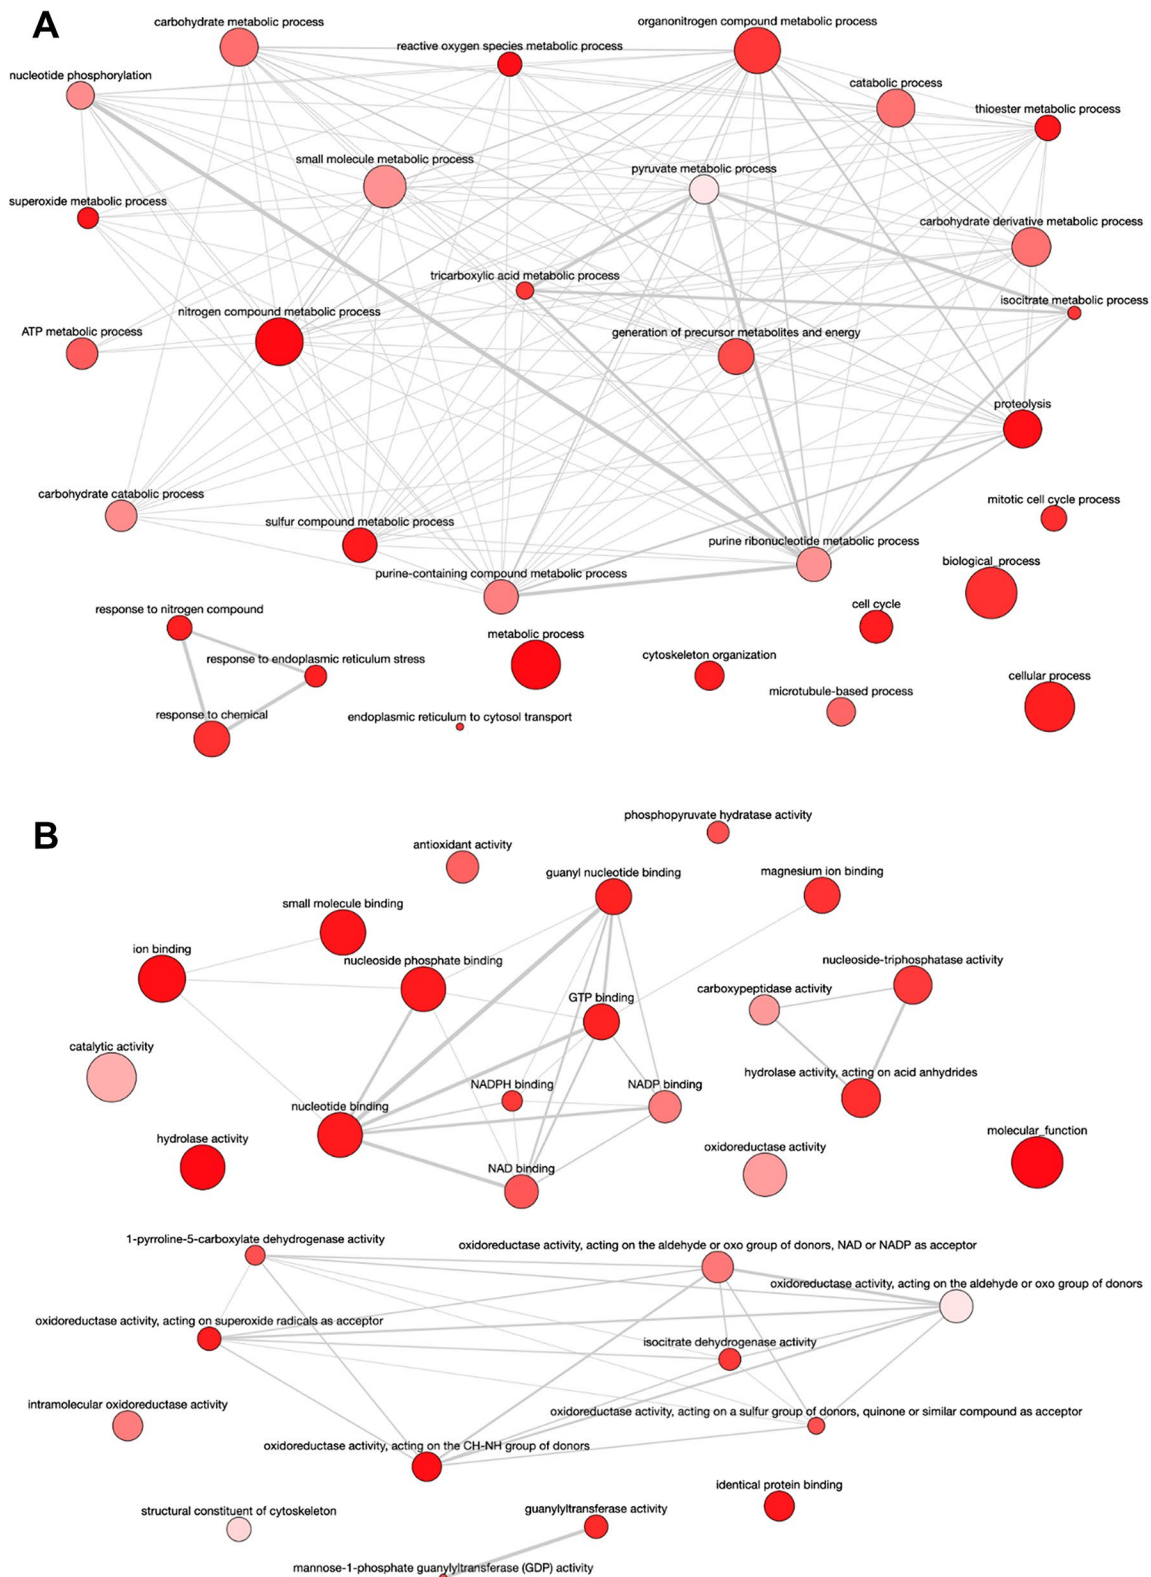 A
carbohydrate metabolic process
organonitrogen compound metabolic process
reactive oxygen species metabolic process
nucleotide phosphorylation
catabolic process
thioester metabolic process
small molecule metabolic process
pyruvate metabolic process
superoxide metabolic process
carbohydrate derivative metabolic process
tricarboxylic acid metabolic process
isocitrate metabolic process
nitrogen compound metabolic process
ATP metabolic process
generation of precursor metabolites and energy
proteolysis
carbohydrate catabolic process
mitotic cell cycle process
sulfur compound metabolic process
purine ribonucleotide metabolic process
biological_process
purine-containing compound metabolic process
response to nitrogen compound
cell cycle
metabolic process
response to endoplasmic reticulum stress
cytoskeleton organization
cellular process
microtubule-based process
response to chemical
endoplasmic reticulum to cytosol transport
B
phosphopyruvate hydratase activity
antioxidant activity
guanyl nucleotide binding
magnesium ion binding
small molecule binding
ion binding
nucleoside phosphate binding
nucleoside-triphosphatase activity
carboxypeptidase activity
GTP binding
catalytic activity
hydrolase activity, acting on acid anhydrides
NADPH binding
NADP binding
nucleotide binding
molecular_function
hydrolase activity
oxidoreductase activity
NAD binding
1-pyrroline-5-carboxylate dehydrogenase activity
oxidoreductase activity, acting on the aldehyde or oxo group of donors, NAD or NADP as acceptor
oxidoreductase activity, acting on the aldehyde or oxo group of donors
oxidoreductase activity, acting on superoxide radicals as acceptor
isocitrate dehydrogenase activity
intramolecular oxidoreductase activity
oxidoreductase activity, acting on a sulfur group of donors, quinone or similar compound as acceptor
oxidoreductase activity, acting on the CH-NH group of donors
identical protein binding
structural constituent of cytoskeleton
guanylyltransferase activity
mannose-1-phosphate guanylyltransferase (GDP) activity